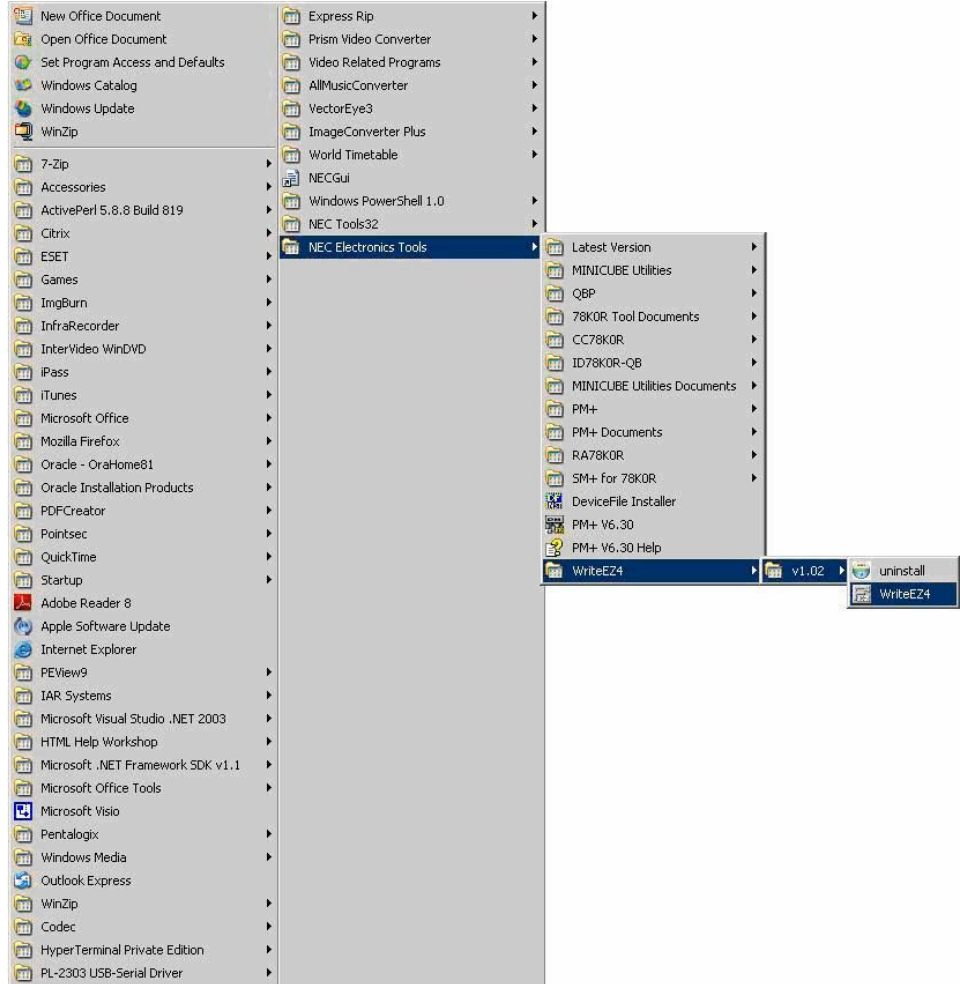 New Office Document
Open Office Document
Set Program Access and Defaults
Windows Catalog
Windows Update
WinZip
7-Zip
Accessories
ActivePerl 5.8.8 Build 819
Citrix
ESET
Games
ImgBurn
InfraRecorder
InterVideo WinDVD
iPass
iTunes
Microsoft Office
Mozilla Firefox
Oracle - OraHome81
Oracle Installation Products
PDFCreator
Pointsec
QuickTime
Startup
Adobe Reader 8
Apple Software Update
Internet Explorer
PEView9
IAR Systems
Microsoft Visual Studio .NET 2003
HTML Help Workshop
Microsoft .NET Framework SDK v1.1
Microsoft Office Tools
Microsoft Visio
Pentalogix
Windows Media
Outlook Express
WinZip
Codec
HyperTerminal Private Edition
PL-2303 USB-Serial Driver
Express Rip
Prism Video Converter
Video Related Programs
AllMusicConverter
VectorEye3
ImageConverter Plus
World Timetable
NECGui
Windows PowerShell 1.0
NEC Tools32
NEC Electronics Tools
Latest Version
MINICUBE Utilities
QBP
78K0R Tool Documents
CC78K0R
ID78K0R-QB
MINICUBE Utilities Documents
PM+
PM+ Documents
RA78K0R
SM+ for 78K0R
DeviceFile Installer
PM+ V6.30
PM+ V6.30 Help
WriteEZ4
v1.02
uninstall
WriteEZ4